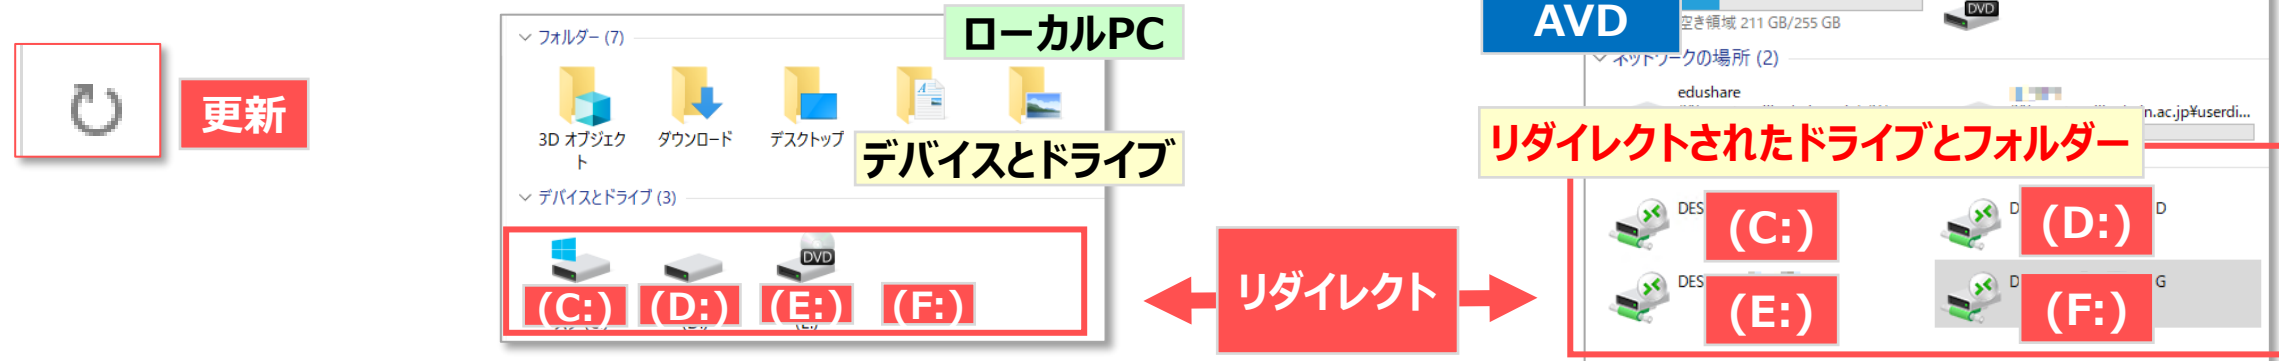 更新
ローカルPC
フォルダー (7)
3D オブジェクト
ダウンロード
デスクトップ
デバイスとドライブ
デバイスとドライブ (3)
DVD
(C:)
(D:)
(E:)
(F:)
リダイレクト
AVD
空き領域 211 GB/255 GB
DVD
ネットワークの場所 (2)
edushare
n.ac.jp¥userdi...
リダイレクトされたドライブとフォルダー
DES
(C:)
D
(D:)
D
DES
(E:)
D
(F:)
G